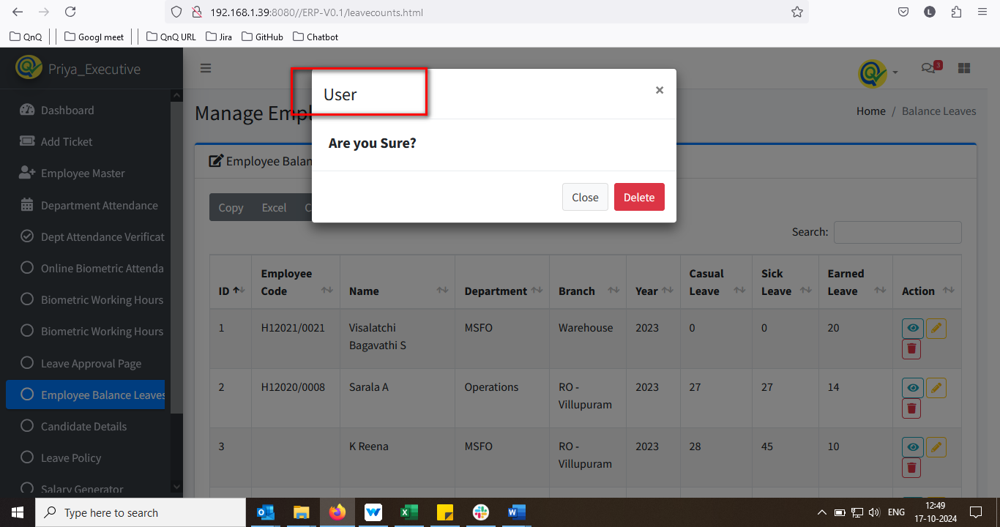 192.168.1.39:8080//ERP-V0.1/leavecounts.html
L
QnQ
Googl meet
QnQ URL
Jira
GitHub
Chatbot
Priya_Executive
3
Dashboard
Add Ticket
Employee Master
Department Attendance
Dept Attendance Verificat
Online Biometric Attenda
Biometric Working Hours
Biometric Working Hours
Leave Approval Page
Employee Balance Leaves
Candidate Details
Leave Policy
Salary Generator
Manage Empl
Home / Balance Leaves
User
×
Are you Sure?
Close
Delete
Employee Balan
Copy
Excel
C
Search:
ID
Employee Code
Name
Department
Branch
Year
Casual Leave
Sick Leave
Earned Leave
Action
1 H12021/0021 Visalatchi Bagavathi S MSFO Warehouse 2023 0 0 20
2 H12020/0008 Sarala A Operations RO - Villupuram 2023 27 27 14
3 K Reena MSFO RO - Villupuram 2023 28 45 10
Type here to search
ENG
12:49
17-10-2024